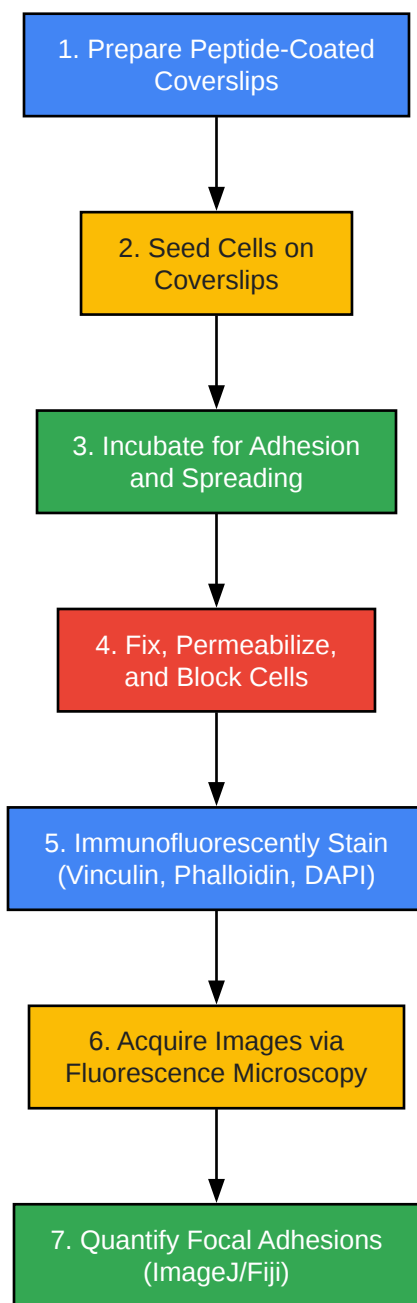 1. Prepare Peptide-Coated
Coverslips
2. Seed Cells on
Coverslips
3. Incubate for Adhesion
and Spreading
4. Fix, Permeabilize,
and Block Cells
5. Immunofluorescently Stain
(Vinculin, Phalloidin, DAPI)
6. Acquire Images via
Fluorescence Microscopy
7. Quantify Focal Adhesions
(ImageJ/Fiji)